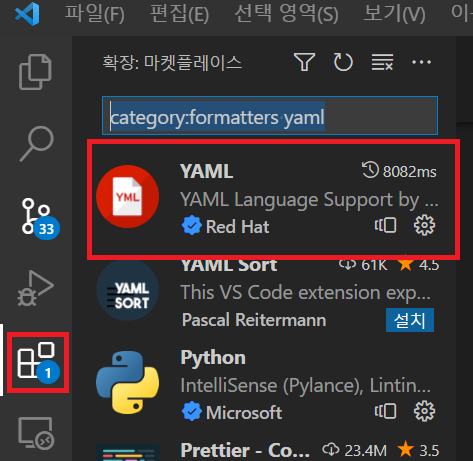 파일(F) 편집(E) 선택 영역(S) 보기(V)
확장: 마켓플레이스
category:formatters yaml
YAML 8082ms
YML
YAML Language Support by ...
Red Hat
YAML Sort 61K 4.5
YAML SORT
This VS Code extension exp...
Pascal Reitermann 설치
Python
IntelliSense (Pylance), Lintin...
Microsoft
Prettier - Co... 23.4M 3.5
33
1